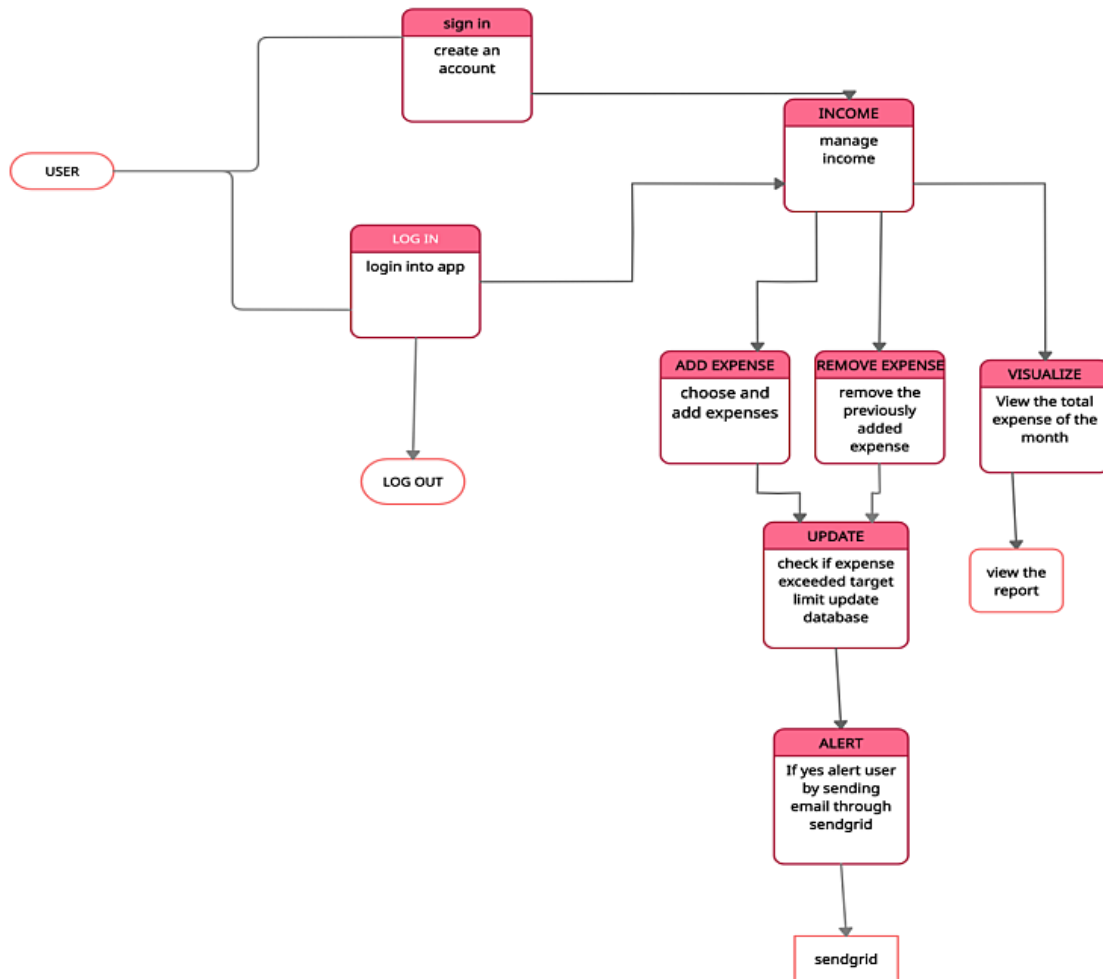 sign in
create an
account
INCOME
manage
income
USER
LOG IN
login into app
LOG OUT
ADD EXPENSE
choose and
add expenses
REMOVE EXPENSE
remove the
previously
added
expense
VISUALIZE
View the total
expense of the
month
UPDATE
check if expense
exceeded target
limit update
database
view the
report
ALERT
If yes alert user
by sending
email through
sendgrid
sendgrid